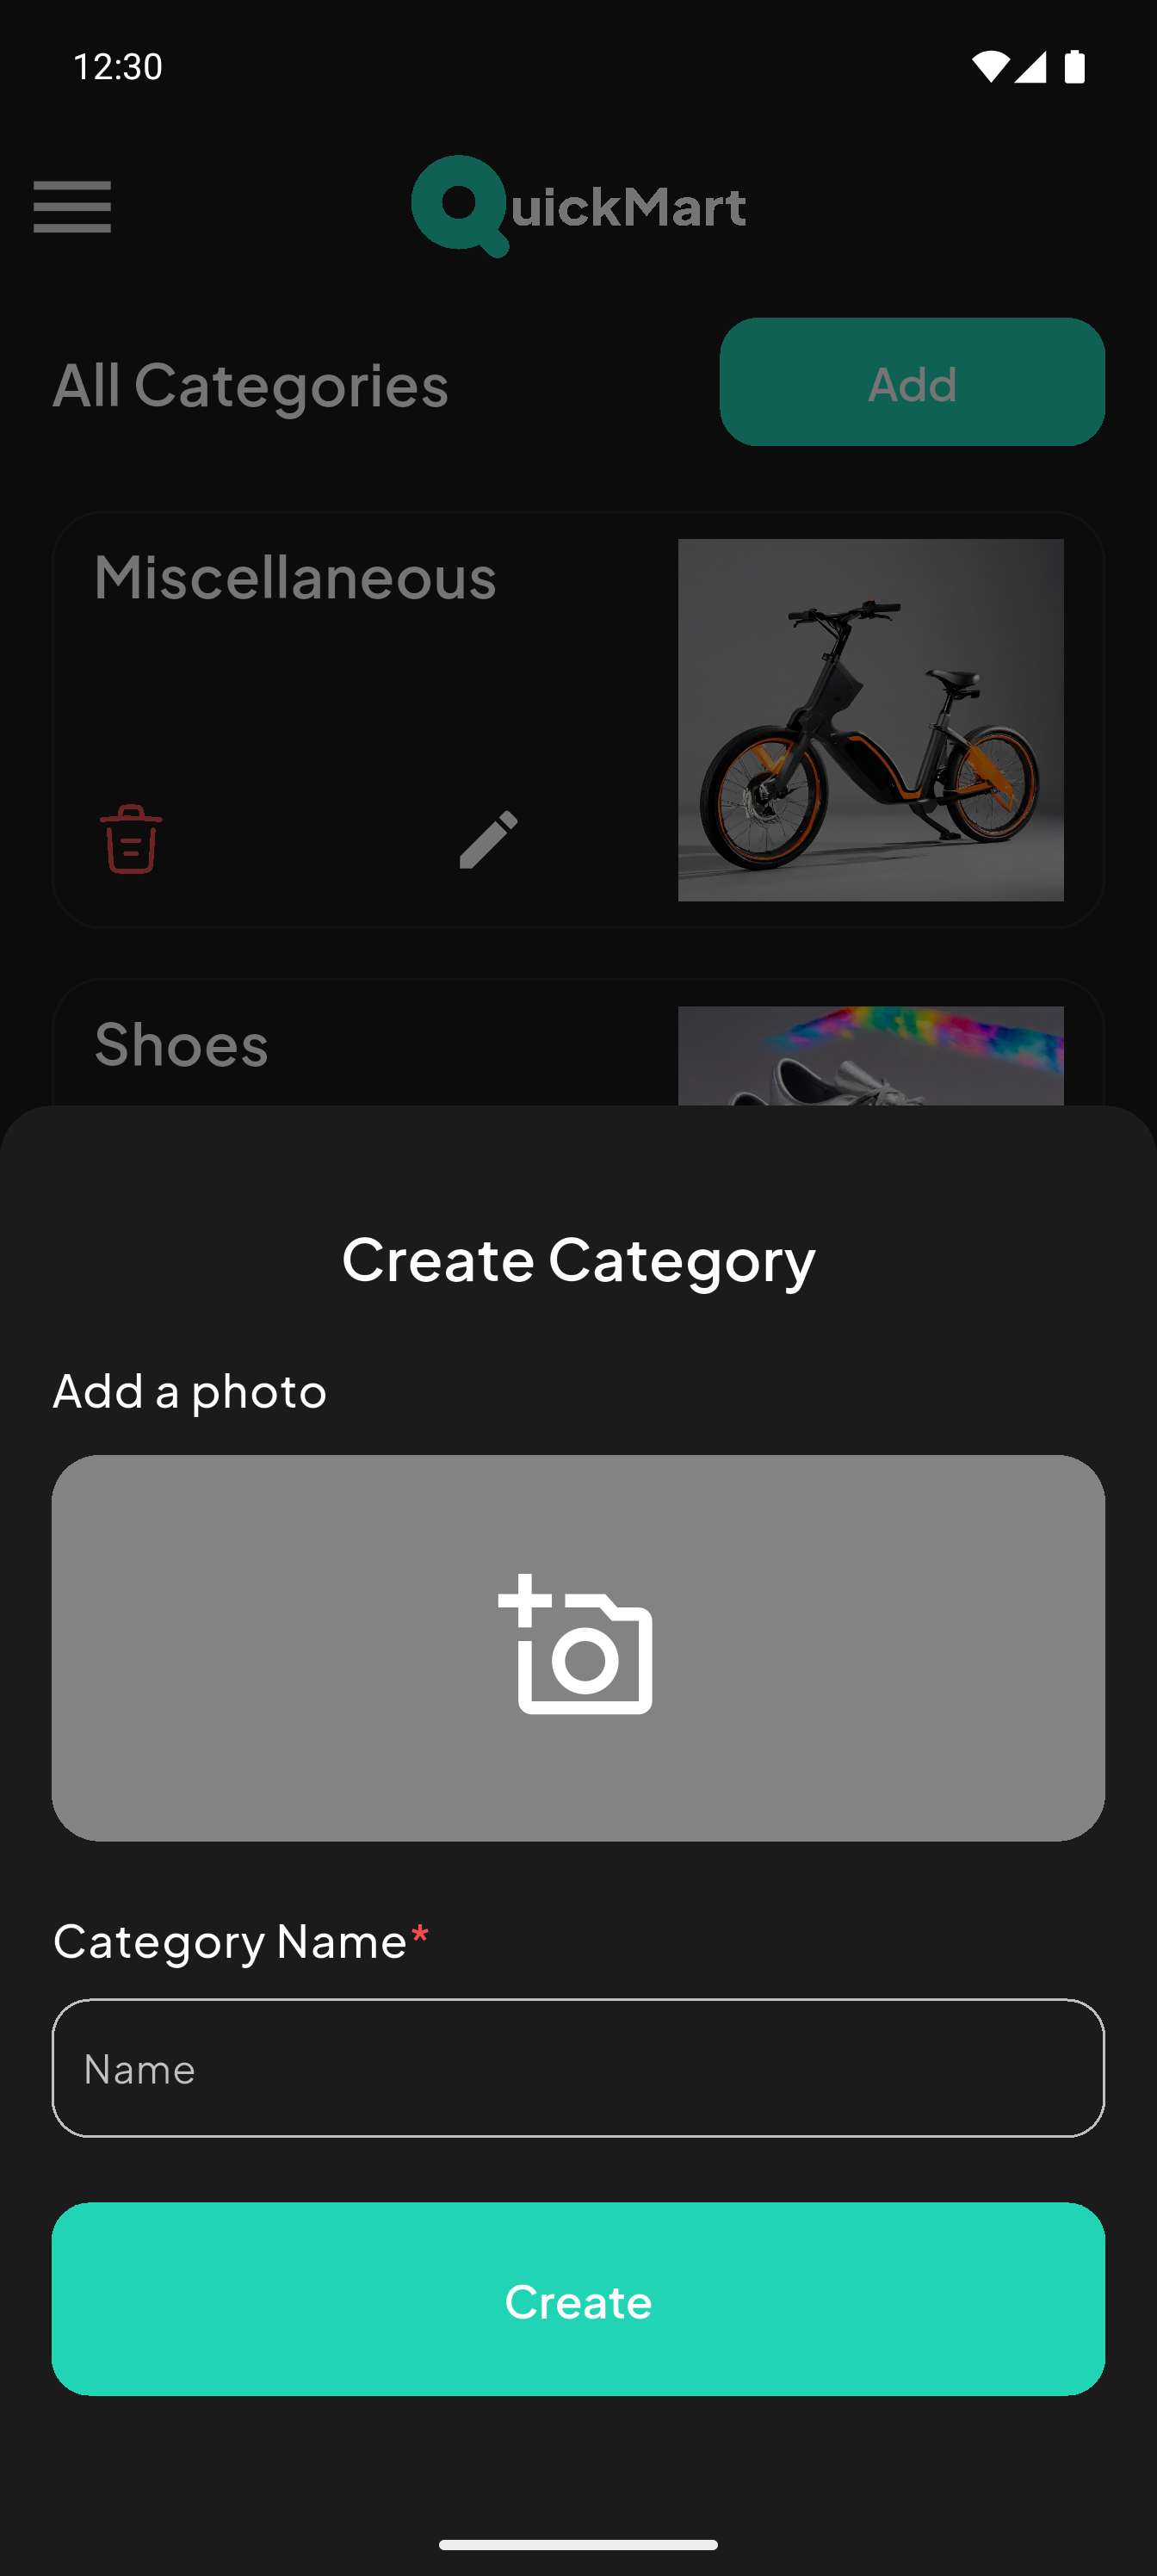 12:30
QuickMart
All Categories
Add
Miscellaneous
Shoes
Create Category
Add a photo
Category Name*
Name
Create